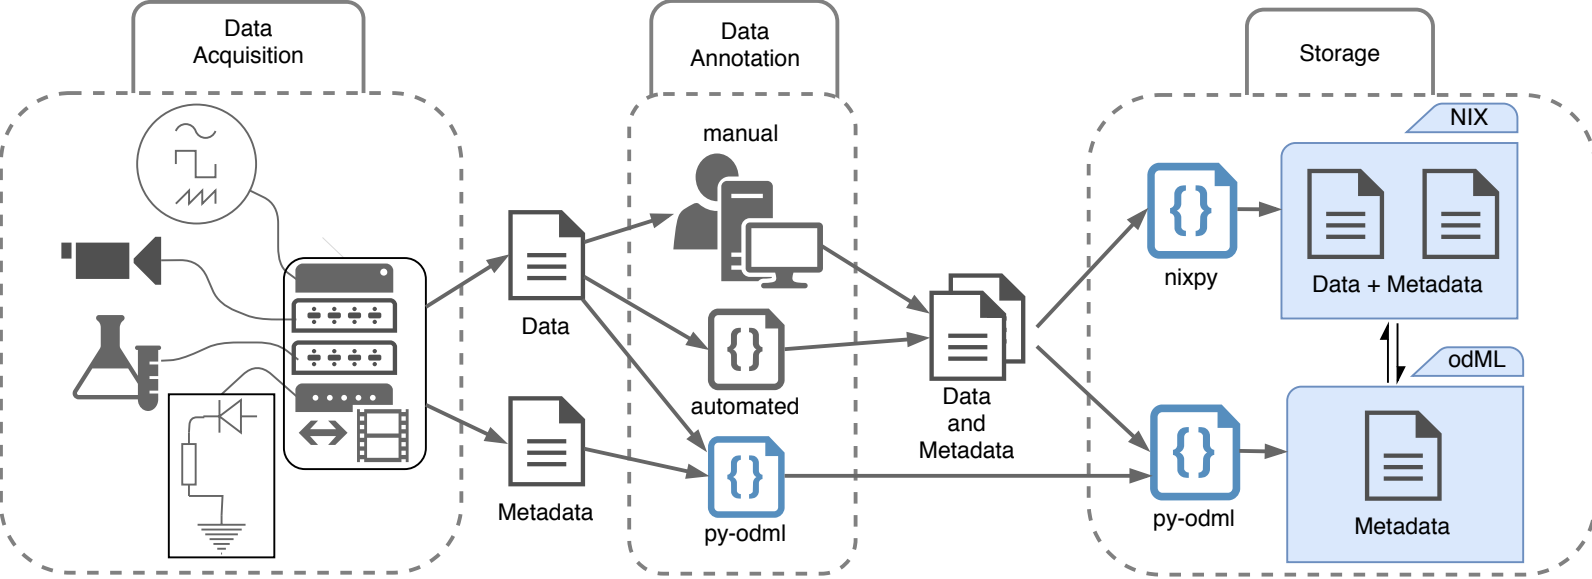 Data
Acquisition
Data
Annotation
Storage
manual
NIX
nixpy
Data + Metadata
Data
automated
odML
Data
and
Metadata
Metadata
py-odml
py-odml
Metadata